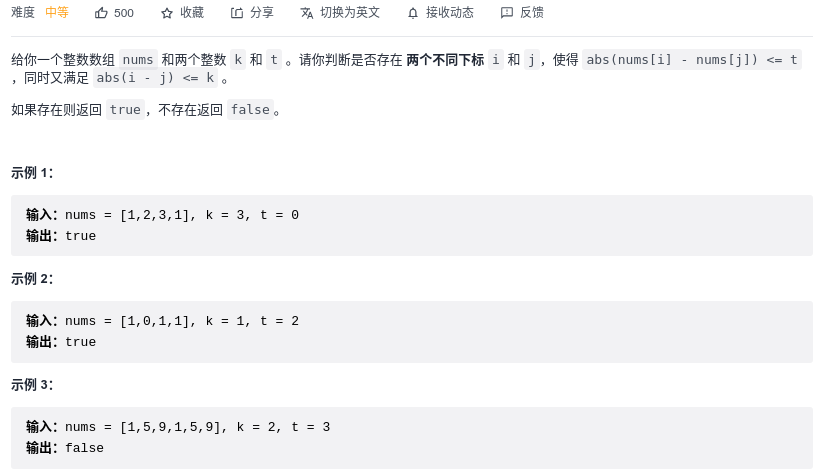 难度 中等 500 收藏 分享 切换为英文 接收动态 反馈
给你一个整数数组 nums 和两个整数 k 和 t 。请你判断是否存在 两个不同下标 i 和 j，使得 abs(nums[i] - nums[j]) <= t
，同时又满足 abs(i - j) <= k 。
如果存在则返回 true，不存在返回 false。
示例 1：
输入：nums = [1,2,3,1], k = 3, t = 0
输出：true
示例 2：
输入：nums = [1,0,1,1], k = 1, t = 2
输出：true
示例 3：
输入：nums = [1,5,9,1,5,9], k = 2, t = 3
输出：false